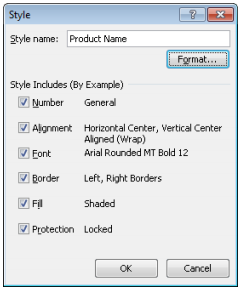 Style
Style name: Product Name
Format...
Style Includes (By Example)
Number General
Alignment Horizontal Center, Vertical Center
Aligned (Wrap)
Font Arial Rounded MT Bold 12
Border Left, Right Borders
Fill Shaded
Protection Locked
OK Cancel